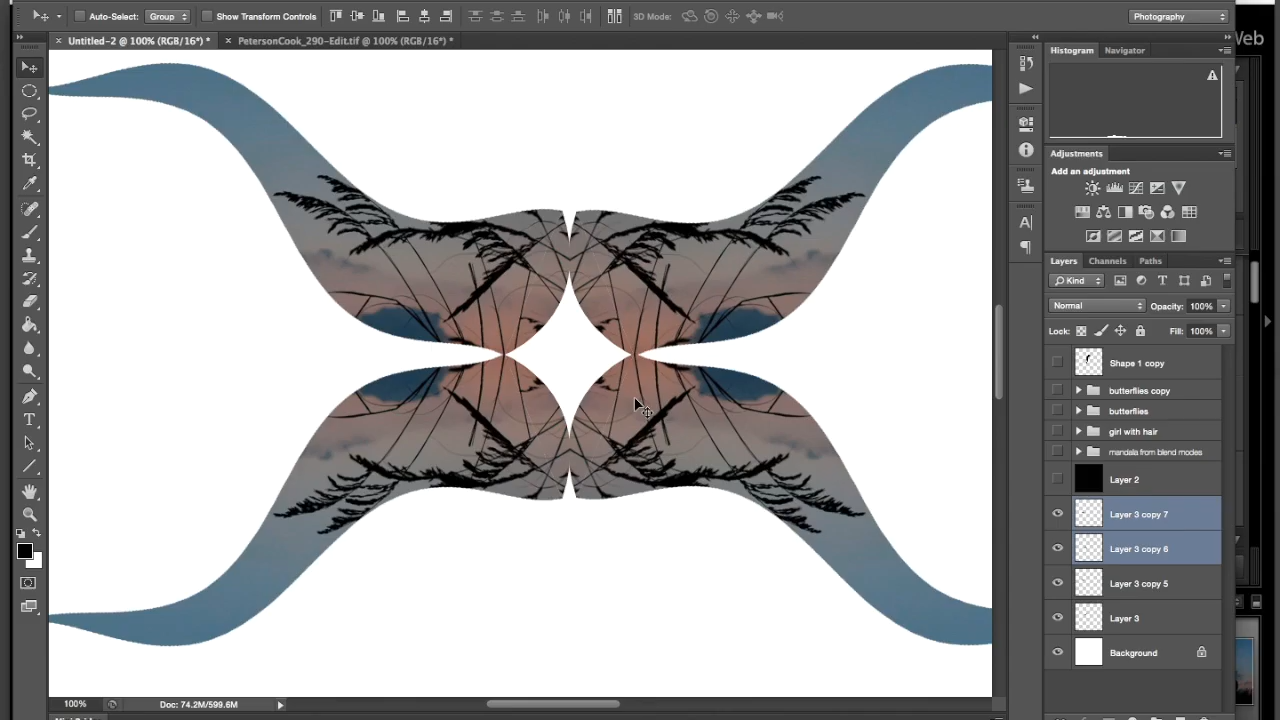 Auto-Select: Group Show Transform Controls 3D Mode: Photography
Untitled-2 @ 100% (RGB/16*) * PetersonCook_290-Edit.tif @ 100% (RGB/16*) *
Web
Histogram Navigator
Adjustments
Add an adjustment
Layers Channels Paths
Kind
Normal Opacity: 100%
Lock: Fill: 100%
Shape 1 copy
butterflies copy
butterflies
girl with hair
mandala from blend modes
Layer 2
Layer 3 copy 7
Layer 3 copy 6
Layer 3 copy 5
Layer 3
Background
100% Doc: 74.2M/599.6M